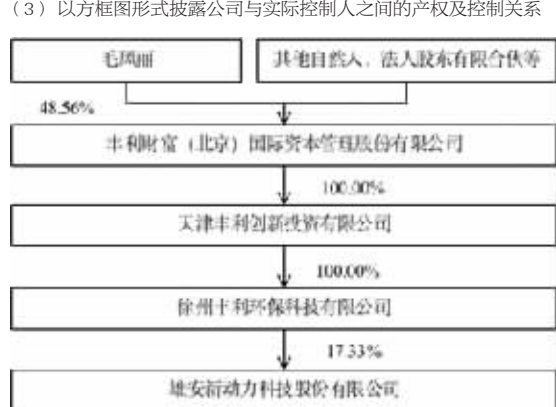 （3）以方框图形式披露公司与实际控制人之间的产权及控制关系
毛凤丽
其他自然人、法人股东有限合伙等
48.56%
丰利财富（北京）国际资本管理股份有限公司
100.00%
天津丰利创新投资有限公司
100.00%
徐州丰利环保科技有限公司
17.33%
雄安新动力科技股份有限公司